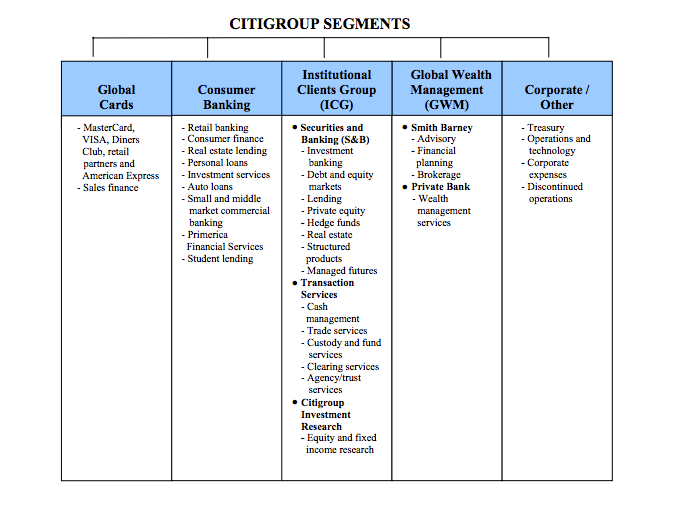 CITIGROUP SEGMENTS
Global
Cards
- MasterCard,
VISA, Diners
Club, retail
partners and
American Express
- Sales finance
Consumer
Banking
- Retail banking
- Consumer finance
- Real estate lending
- Personal loans
- Investment services
- Auto loans
- Small and middle
market commercial
banking
- Primerica
Financial Services
- Student lending
Institutional
Clients Group
(ICG)
• Securities and
Banking (S&B)
- Investment
banking
- Debt and equity
markets
- Lending
- Private equity
- Hedge funds
- Real estate
- Structured
products
- Managed futures
• Transaction
Services
- Cash
management
- Trade services
- Custody and fund
services
- Clearing services
- Agency/trust
services
• Citigroup
Investment
Research
- Equity and fixed
income research
Global Wealth
Management
(GWM)
• Smith Barney
- Advisory
- Financial
planning
- Brokerage
• Private Bank
- Wealth
management
services
Corporate /
Other
- Treasury
- Operations and
technology
- Corporate
expenses
- Discontinued
operations